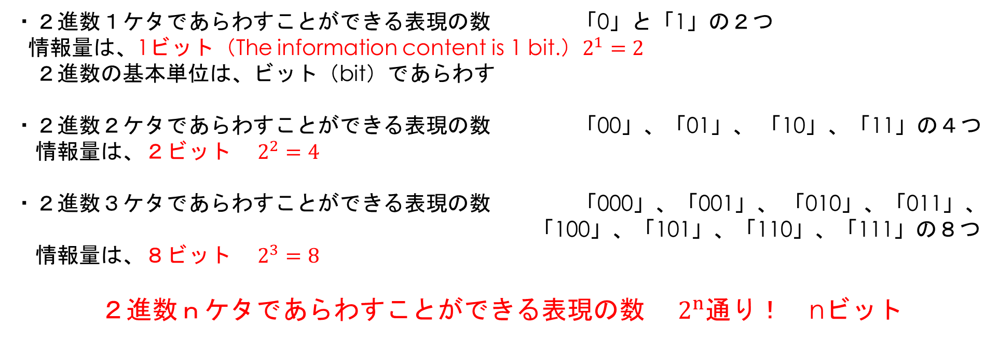 ・２進数１ケタであらわすことができる表現の数　「0」と「1」の２つ
情報量は、1ビット（The information content is 1 bit.）2¹ = 2
２進数の基本単位は、ビット（bit）であらわす
・２進数２ケタであらわすことができる表現の数　「00」、「01」、「10」、「11」の４つ
情報量は、２ビット　2² = 4
・２進数３ケタであらわすことができる表現の数　「000」、「001」、「010」、「011」、
「100」、「101」、「110」、「111」の８つ
情報量は、８ビット　2³ = 8
２進数ｎケタであらわすことができる表現の数　2ⁿ通り！　nビット